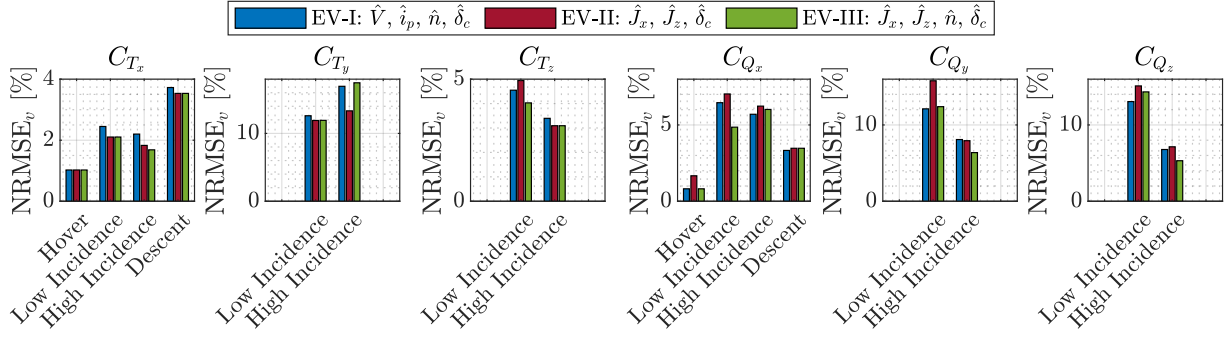 EV-I: V̂, î_p, n̂, δ̂_c EV-II: Ĵ_x, Ĵ_z, δ̂_c EV-III: Ĵ_x, Ĵ_z, n̂, δ̂_c
C_{T_x}
NRMSE_v [%]
4
2
0
Hover
Low Incidence
High Incidence
Descent
C_{T_y}
NRMSE_v [%]
10
0
Low Incidence
High Incidence
C_{T_z}
NRMSE_v [%]
5
0
Low Incidence
High Incidence
C_{Q_x}
NRMSE_v [%]
5
0
Hover
Low Incidence
High Incidence
Descent
C_{Q_y}
NRMSE_v [%]
10
0
Low Incidence
High Incidence
C_{Q_z}
NRMSE_v [%]
10
0
Low Incidence
High Incidence